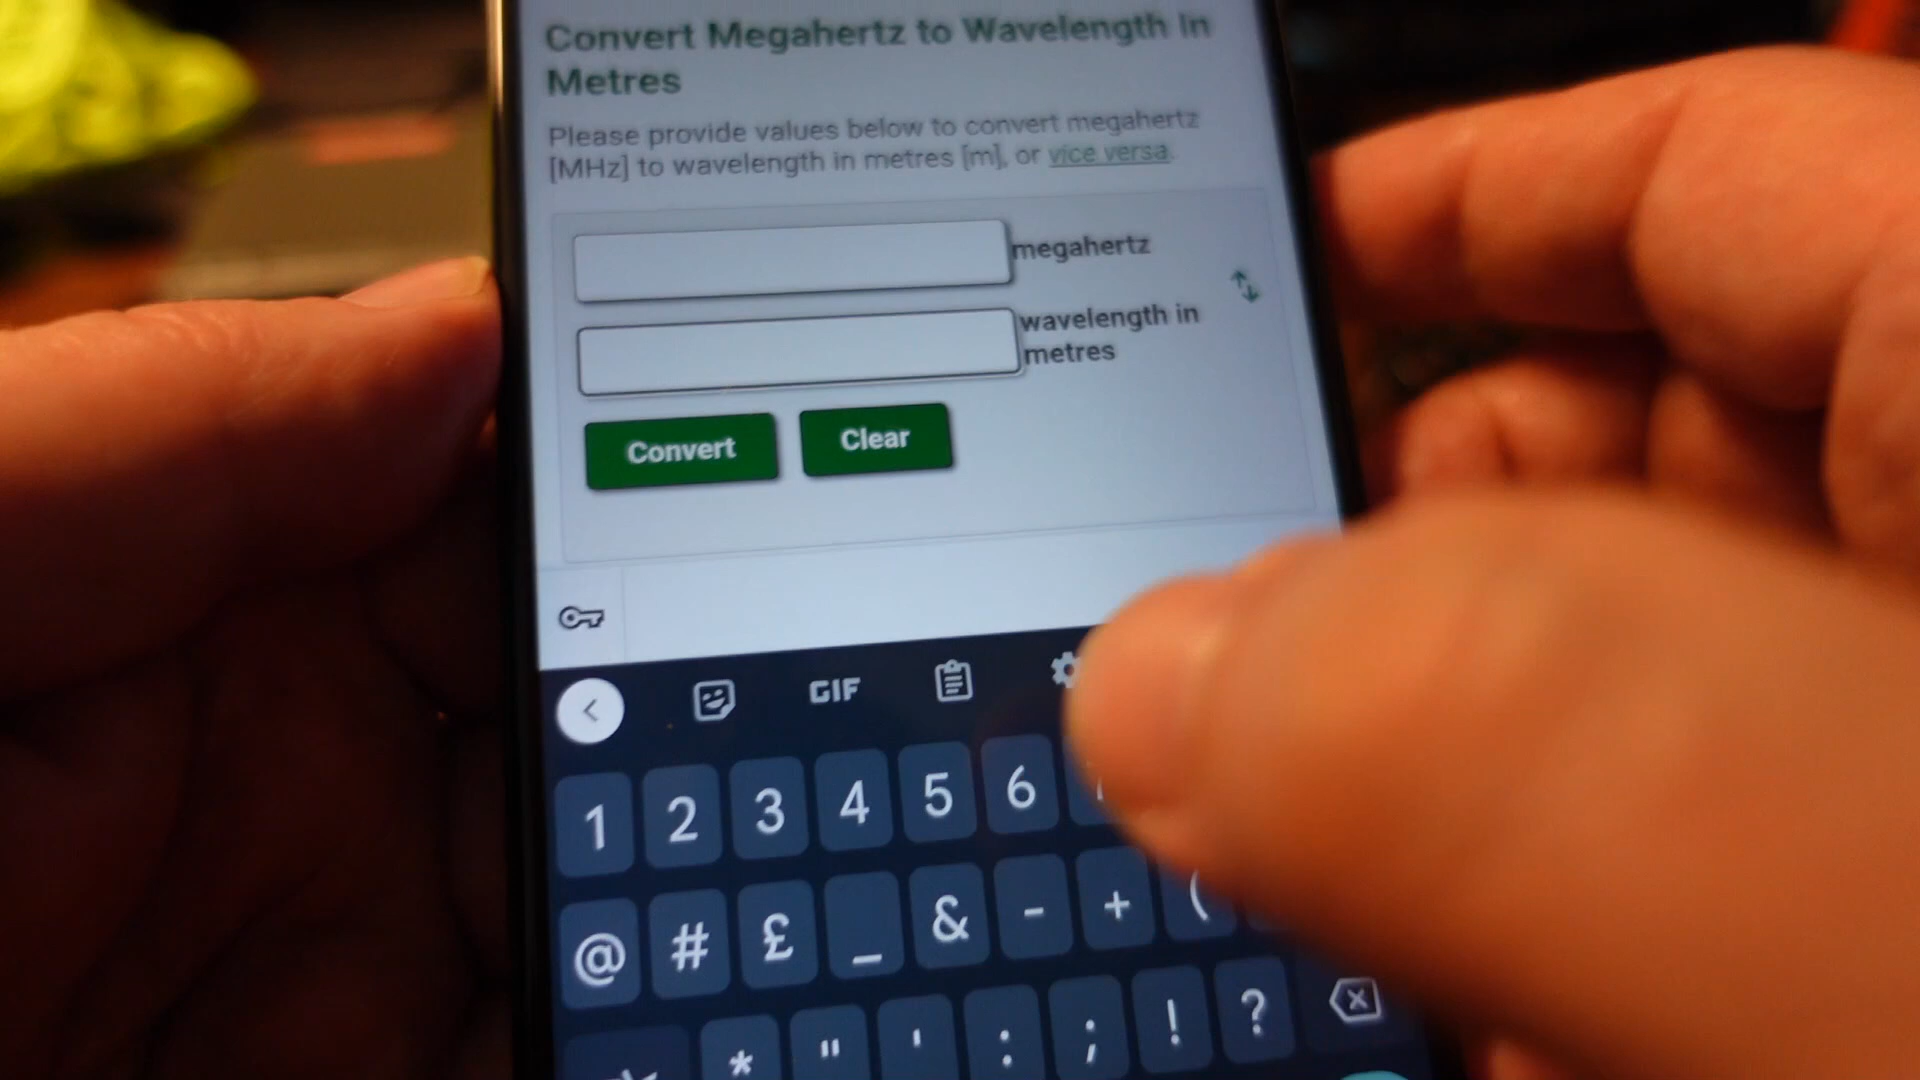 Convert Megahertz to Wavelength In
Metres
Please provide values below to convert megahertz
[MHz] to wavelength in metres [m], or vice versa.
megahertz
wavelength in
metres
Convert Clear
GIF
1 2 3 4 5 6
@ # £ _ & - + (
* " ' : ; ! ?